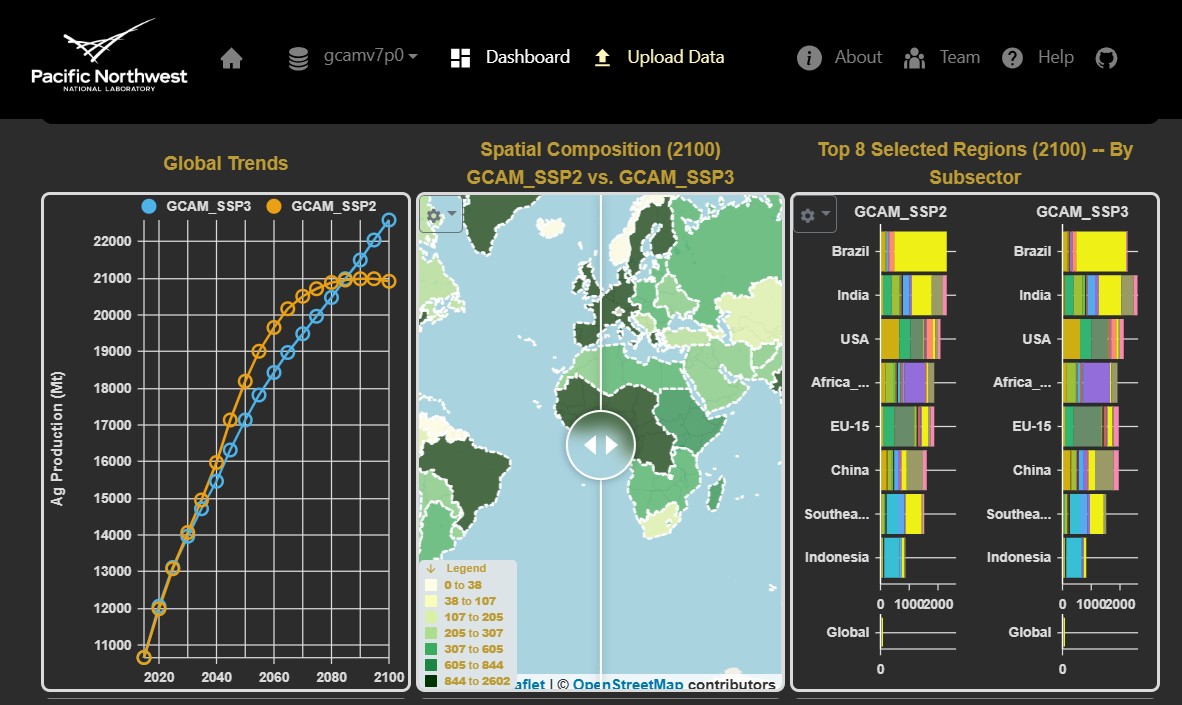 Pacific Northwest
NATIONAL LABORATORY
gcamv7p0
Dashboard
Upload Data
About
Team
Help
Global Trends
GCAM_SSP3
GCAM_SSP2
22000
21000
20000
19000
18000
17000
16000
15000
14000
13000
12000
11000
Ag Production (Mt)
2020
2040
2060
2080
2100
Spatial Composition (2100)
GCAM_SSP2 vs. GCAM_SSP3
Legend
0 to 38
38 to 107
107 to 205
205 to 307
307 to 605
605 to 844
844 to 2602
aflet | © OpenStreetMap contributors
Top 8 Selected Regions (2100) -- By
Subsector
GCAM_SSP2
Brazil
India
USA
Africa_...
EU-15
China
Southea...
Indonesia
0 1000 2000
Global
0
GCAM_SSP3
Brazil
India
USA
Africa_...
EU-15
China
Southea...
Indonesia
0 1000 2000
Global
0